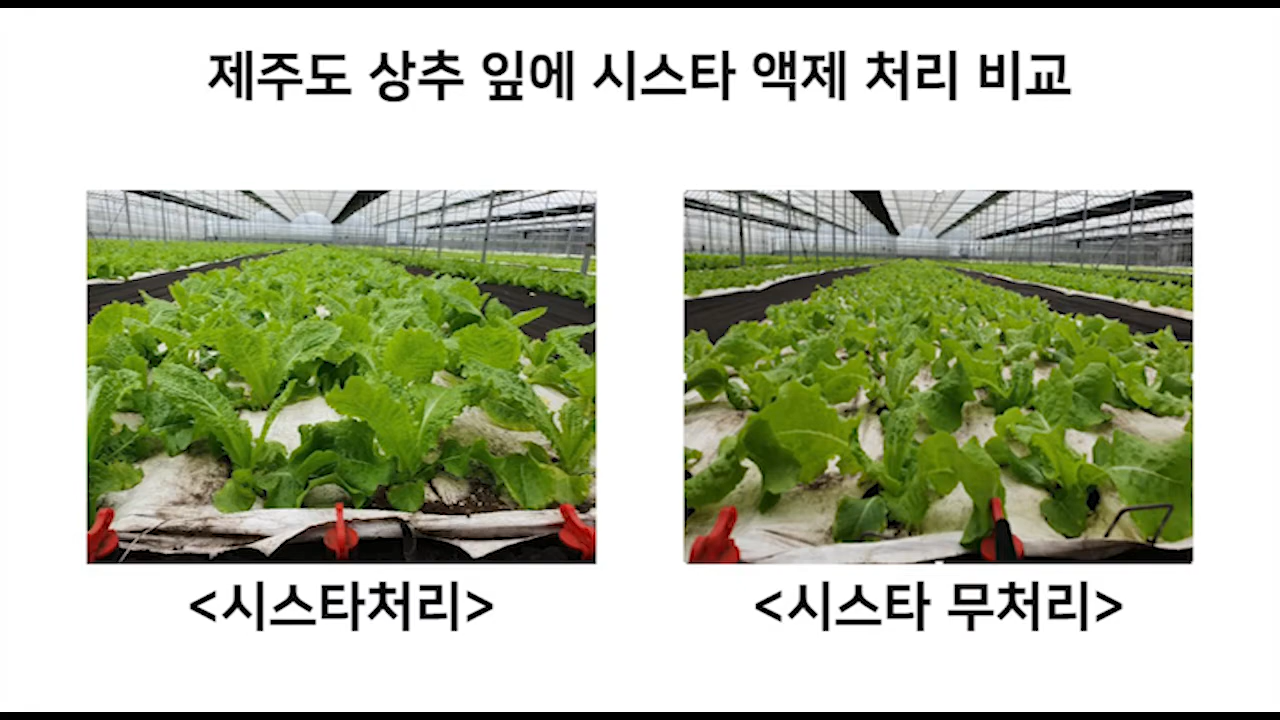 제주도 상추 잎에 시스타 액제 처리 비교
<시스타처리>
<시스타 무처리>